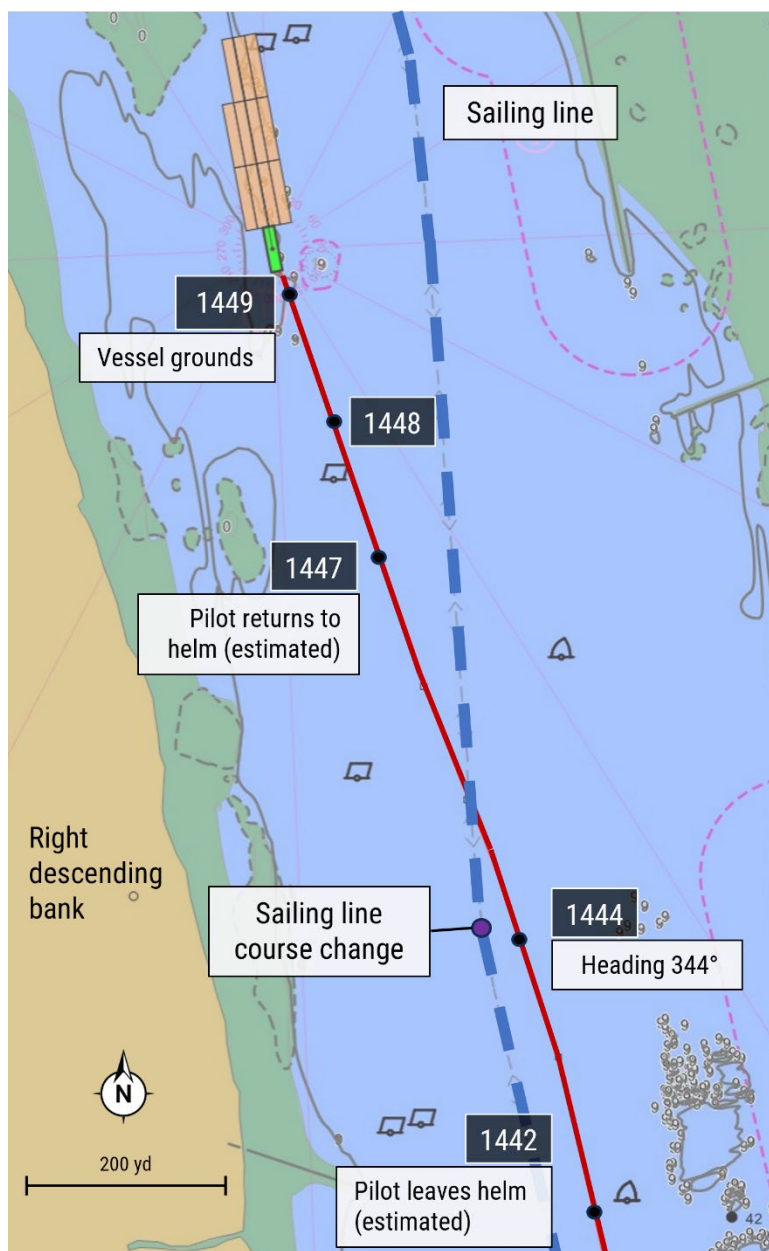 Sailing line
1449
Vessel grounds
1448
1447
Pilot returns to
helm (estimated)
Right
descending
bank
Sailing line
course change
1444
Heading 344°
N
200 yd
1442
Pilot leaves helm
(estimated)
42